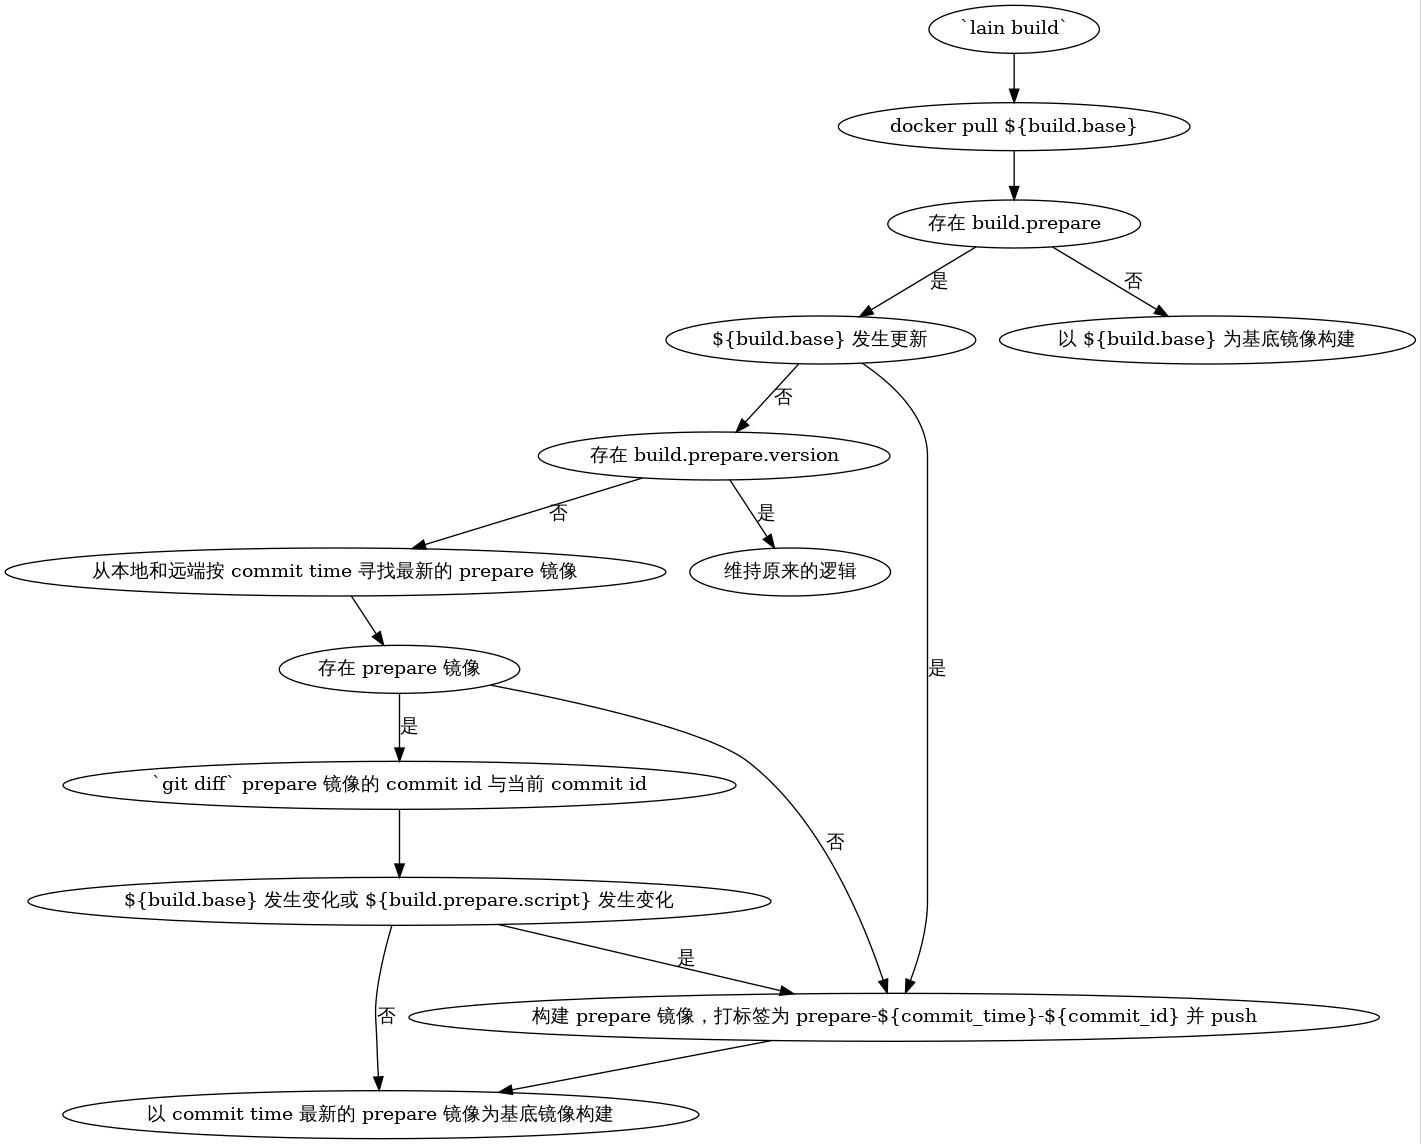 `lain build`
docker pull ${build.base}
存在 build.prepare
是
否
${build.base} 发生更新
以 ${build.base} 为基底镜像构建
否
存在 build.prepare.version
否
是
从本地和远端按 commit time 寻找最新的 prepare 镜像
维持原来的逻辑
存在 prepare 镜像
是
是
`git diff` prepare 镜像的 commit id 与当前 commit id
否
${build.base} 发生变化或 ${build.prepare.script} 发生变化
是
否
构建 prepare 镜像，打标签为 prepare-${commit_time}-${commit_id} 并 push
以 commit time 最新的 prepare 镜像为基底镜像构建